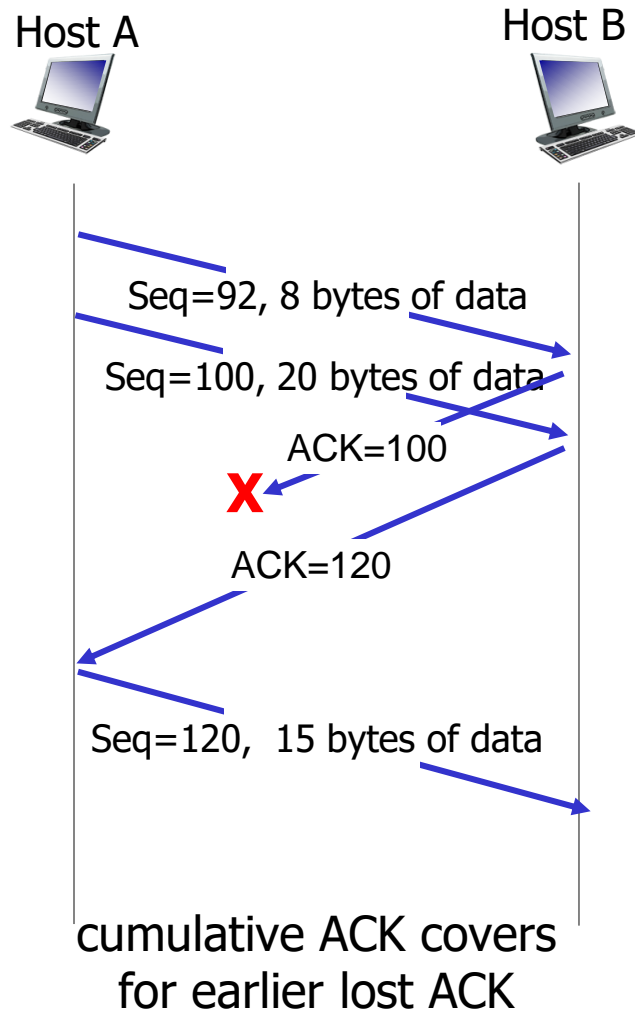 Host A
Host B
Seq=92, 8 bytes of data
Seq=100, 20 bytes of data
ACK=100
X
ACK=120
Seq=120,  15 bytes of data
cumulative ACK covers
for earlier lost ACK